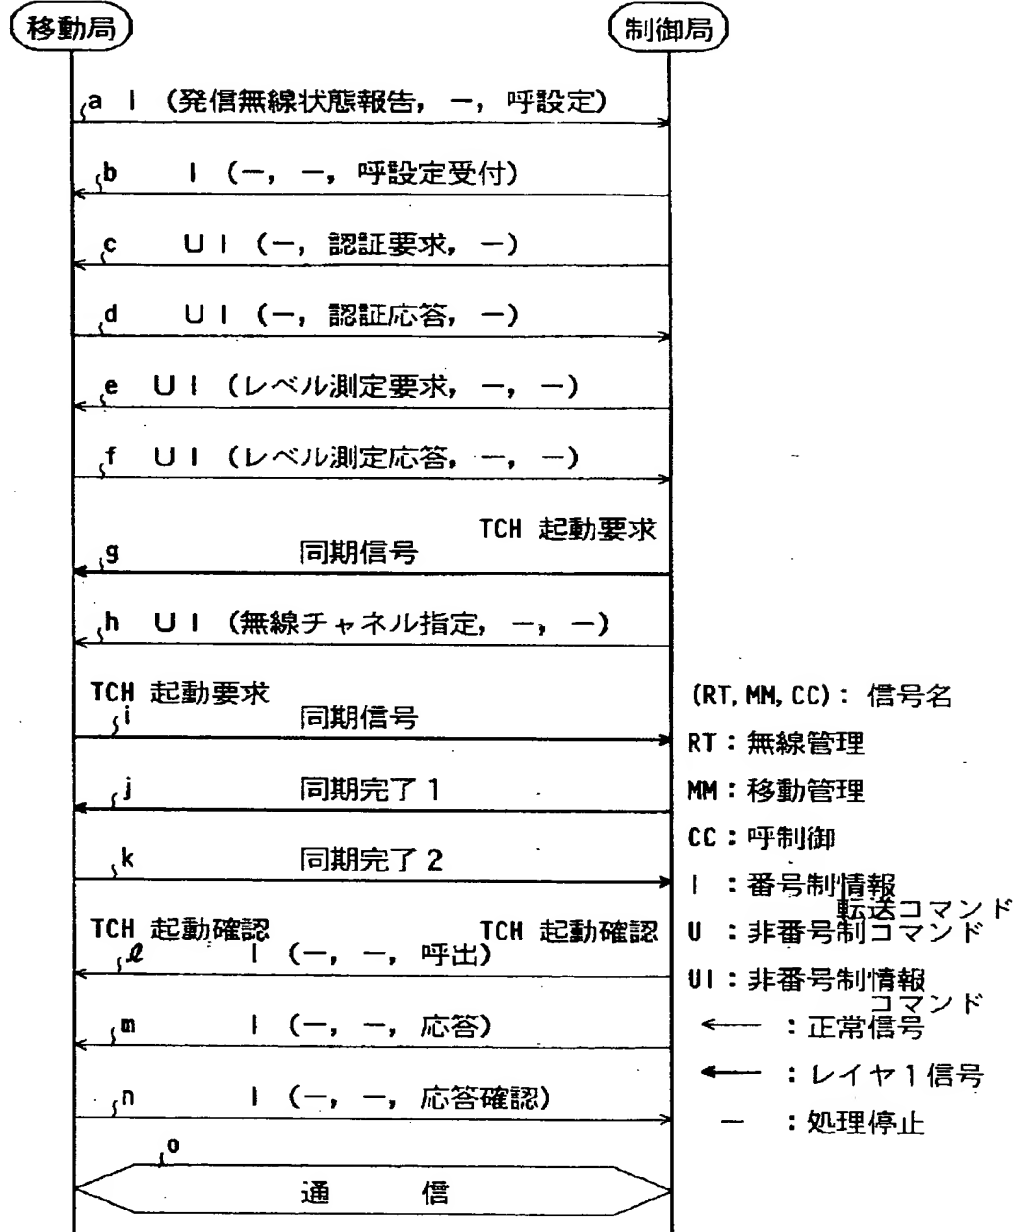 移動局
制御局
a I (発信無線状態報告, ー, 呼設定)
b I (ー, ー, 呼設定受付)
c UI (ー, 認証要求, ー)
d UI (ー, 認証応答, ー)
e UI (レベル測定要求, ー, ー)
f UI (レベル測定応答, ー, ー)
TCH 起動要求
g 同期信号
h UI (無線チャネル指定, ー, ー)
TCH 起動要求
i 同期信号
j 同期完了1
k 同期完了2
TCH 起動確認
TCH 起動確認
ℓ I (ー, ー, 呼出)
m I (ー, ー, 応答)
n I (ー, ー, 応答確認)
o
通 信
(RT, MM, CC) : 信号名
RT : 無線管理
MM : 移動管理
CC : 呼制御
I : 番号制情報
転送コマンド
U : 非番号制コマンド
UI : 非番号制情報
コマンド
← : 正常信号
← : レイヤ1信号
ー : 処理停止